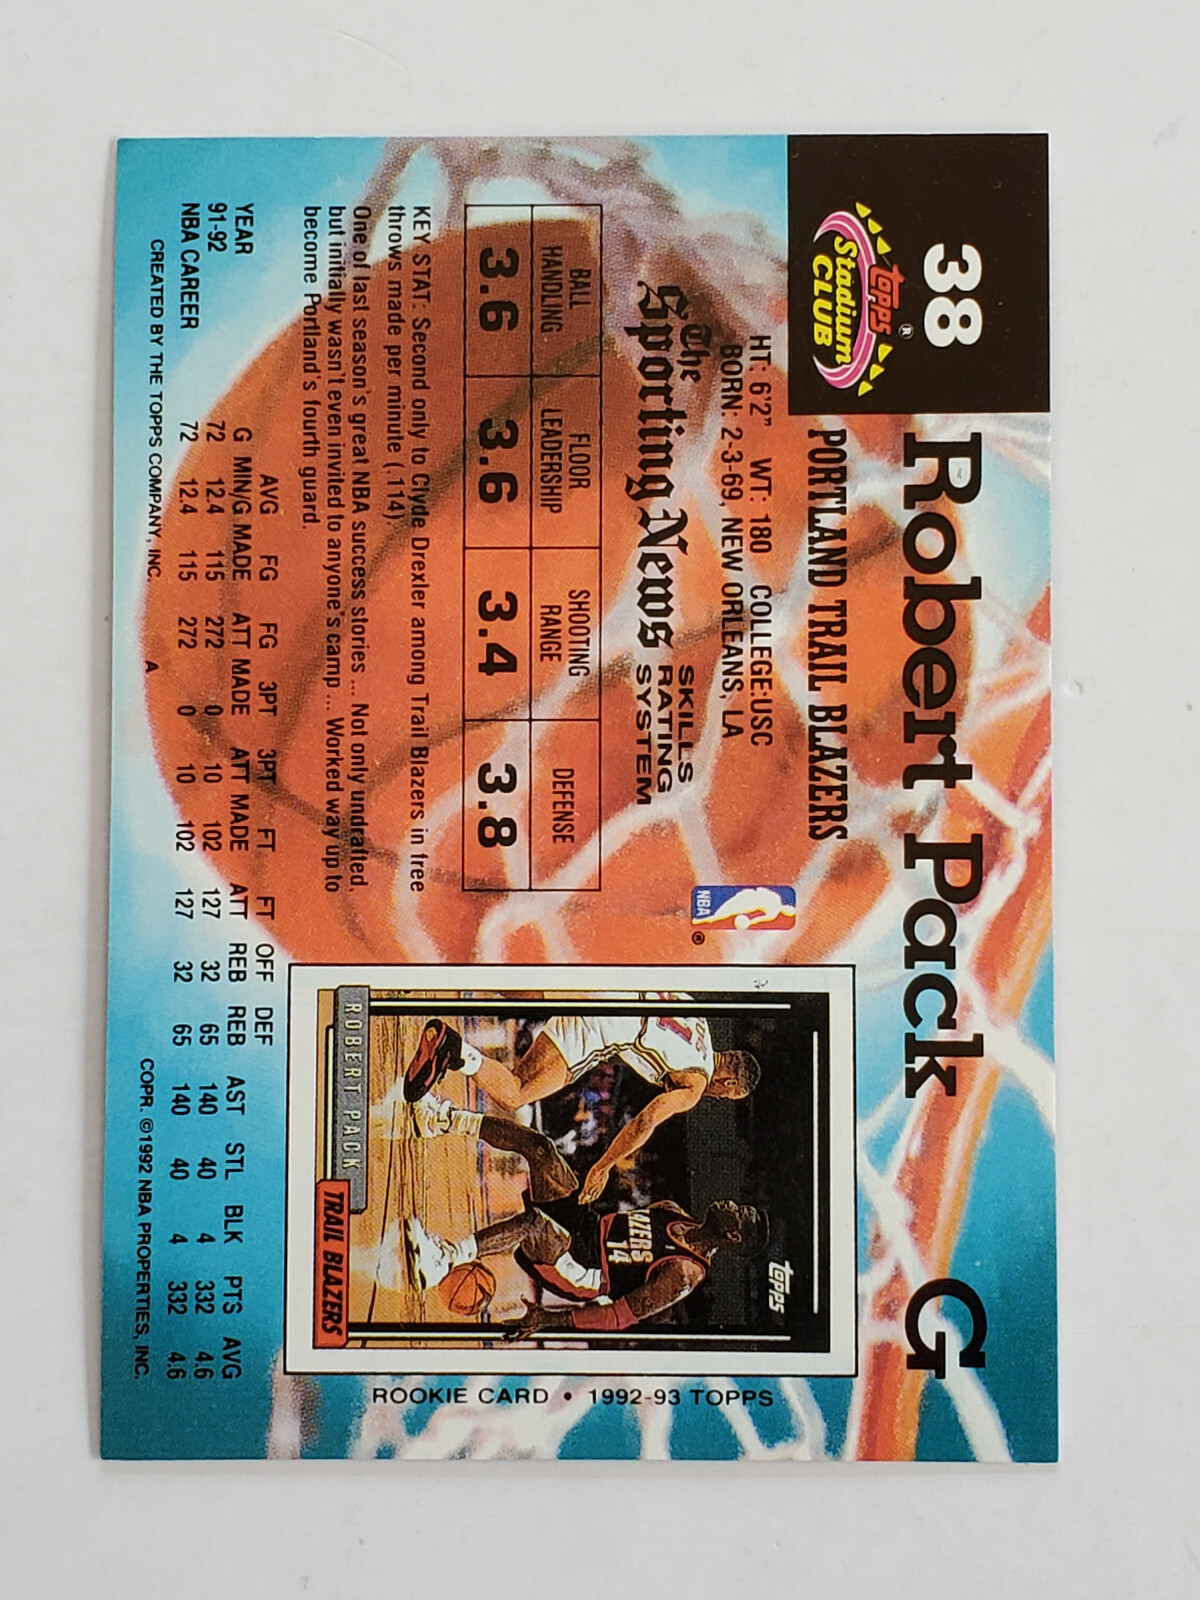 38
Robert Pack G
PORTLAND TRAIL BLAZERS
topps®
Stadium
CLUB
HT: 6'2" WT: 180 COLLEGE:USC
BORN: 2-3-69, NEW ORLEANS, LA
NBA ®
The
Sporting News
SKILLS
RATING
SYSTEM
BALL HANDLING FLOOR LEADERSHIP SHOOTING RANGE DEFENSE
3.6 3.6 3.4 3.8
KEY STAT: Second only to Clyde Drexler among Trail Blazers in free
throws made per minute (.114).
One of last season's great NBA success stories ... Not only undrafted,
but initially wasn't even invited to anyone's camp ... Worked way up to
become Portland's fourth guard.
topps
AZERS
14
ROBERT PACK
TRAIL BLAZERS
ROOKIE CARD • 1992-93 TOPPS
AVG FG FG 3PT 3PT FT FT OFF DEF
YEAR G MIN/G MADE ATT MADE ATT MADE ATT REB REB AST STL BLK PTS AVG
91-92 72 12.4 115 272 0 10 102 127 32 65 140 40 4 332 4.6
NBA CAREER 72 12.4 115 272 0 10 102 127 32 65 140 40 4 332 4.6
CREATED BY THE TOPPS COMPANY, INC. A COPR. ©1992 NBA PROPERTIES, INC.